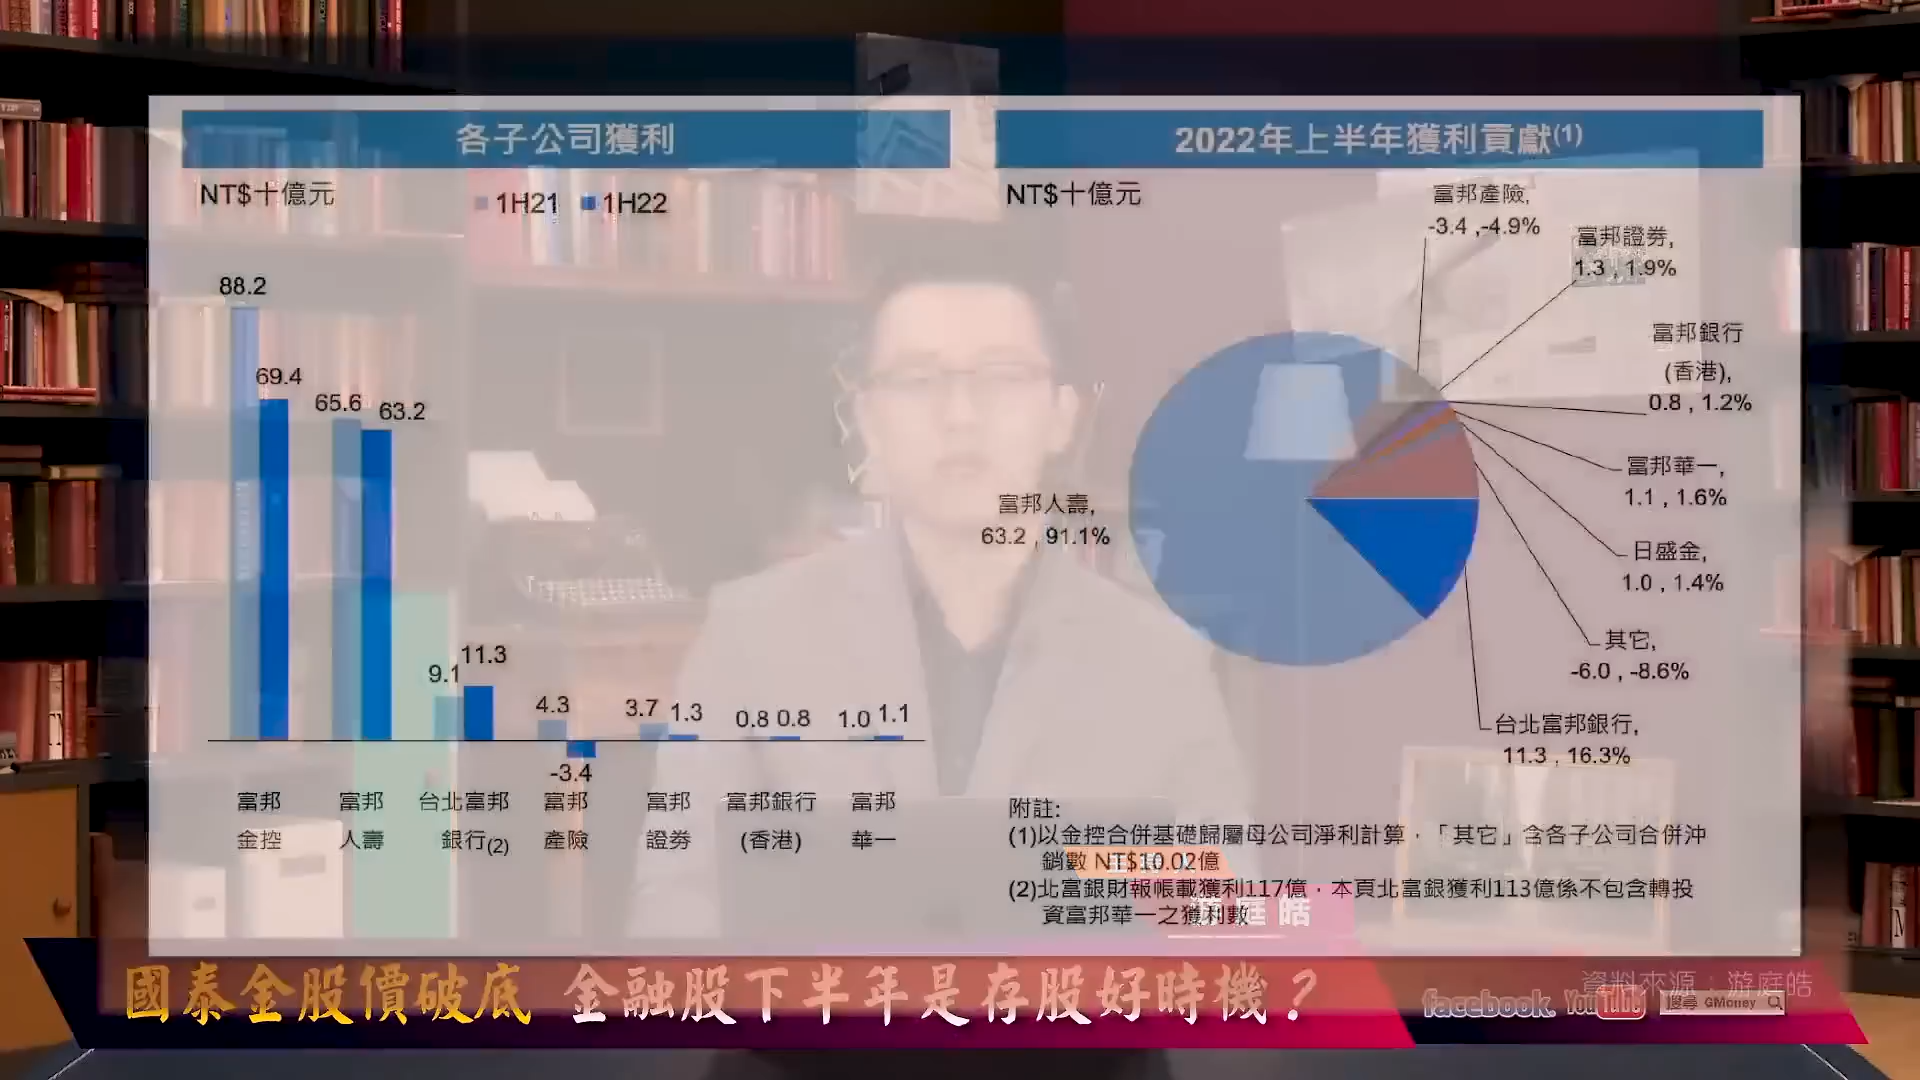 各子公司獲利
NT$十億元
1H21 1H22
88.2
69.4
65.6
63.2
9.1
11.3
4.3
-3.4
3.7
1.3
0.8
0.8
1.0
1.1
富邦
金控
富邦
人壽
台北富邦
銀行(2)
富邦
產險
富邦
證券
富邦銀行
(香港)
富邦
華一
2022年上半年獲利貢獻(1)
NT$十億元
富邦產險,
-3.4 ,-4.9%
富邦證券,
1.3 , 1.9%
富邦銀行
(香港),
0.8 , 1.2%
富邦華一,
1.1 , 1.6%
日盛金,
1.0 , 1.4%
其它,
-6.0 , -8.6%
台北富邦銀行,
11.3 , 16.3%
富邦人壽,
63.2 , 91.1%
附註:
(1)以金控合併基礎歸屬母公司淨利計算，「其它」含各子公司合併沖
銷數 NT$10.02億
(2)北富銀財報帳載獲利117億，本頁北富銀獲利113億係不包含轉投
資富邦華一之獲利數
游庭皓
國泰金股價破底 金融股下半年是存股好時機？
資料來源：游庭皓
facebook. YouTube 搜尋 GMoney